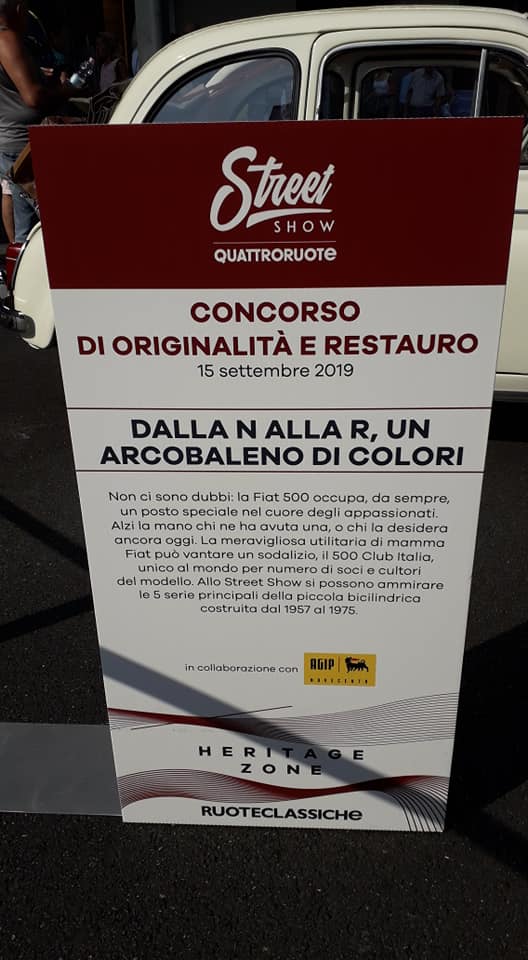 Street
SHOW
QUATTRORUOTE
CONCORSO
DI ORIGINALITÀ E RESTAURO
15 settembre 2019
DALLA N ALLA R, UN
ARCOBALENO DI COLORI
Non ci sono dubbi: la Fiat 500 occupa, da sempre,
un posto speciale nel cuore degli appassionati.
Alzi la mano chi ne ha avuta una, o chi la desidera
ancora oggi. La meravigliosa utilitaria di mamma
Fiat può vantare un sodalizio, il 500 Club Italia,
unico al mondo per numero di soci e cultori
del modello. Allo Street Show si possono ammirare
le 5 serie principali della piccola bicilindrica
costruita dal 1957 al 1975.
in collaborazione con AGIP
NOVECENTO
HERITAGE
ZONE
RUOTECLASSICHE